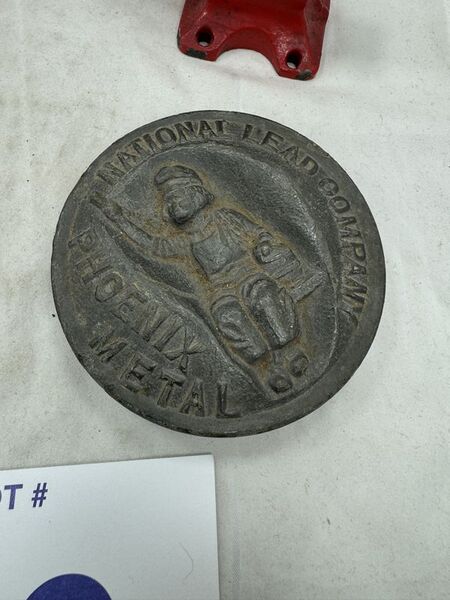 NATIONAL LEAD COMPANY
PHOENIX
METAL
OT #